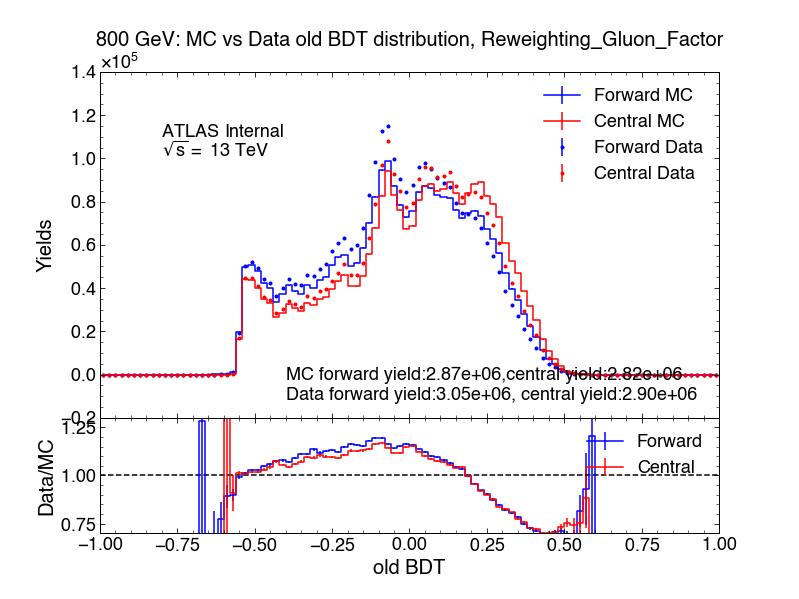 800 GeV: MC vs Data old BDT distribution, Reweighting_Gluon_Factor
×10⁵
1.4
1.2
1.0
0.8
0.6
0.4
0.2
0.0
−0.2
Yields
ATLAS Internal
√s = 13 TeV
Forward MC
Central MC
Forward Data
Central Data
MC forward yield:2.87e+06,central yield:2.82e+06
Data forward yield:3.05e+06, central yield:2.90e+06
1.25
1.00
0.75
Data/MC
Forward
Central
−1.00 −0.75 −0.50 −0.25 0.00 0.25 0.50 0.75 1.00
old BDT